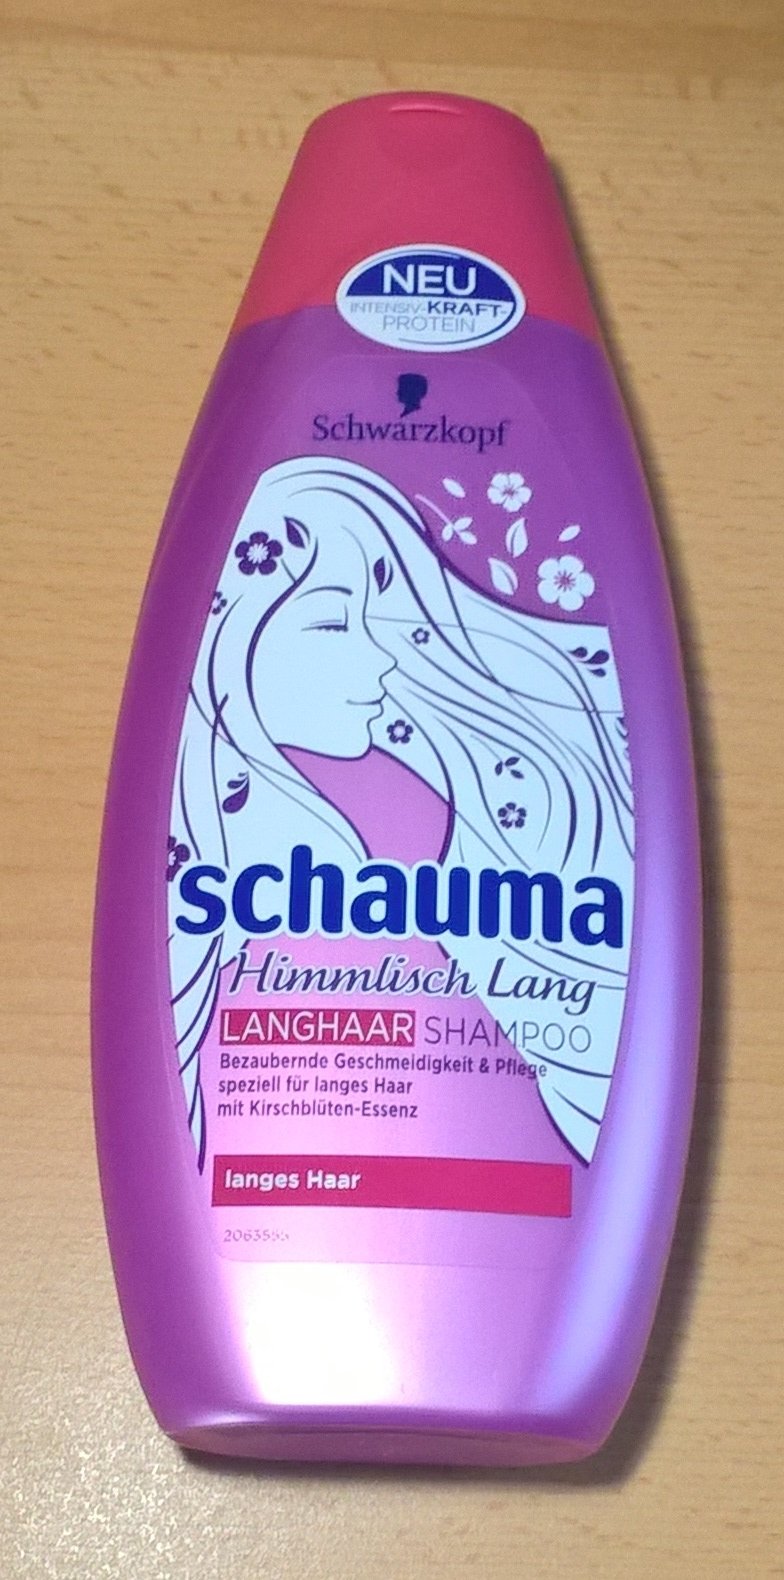 NEU
INTENSIV-KRAFT-
PROTEIN
Schwarzkopf
schauma
Himmlisch Lang
LANGHAAR SHAMPOO
Bezaubernde Geschmeidigkeit & Pflege
speziell für langes Haar
mit Kirschblüten-Essenz
langes Haar